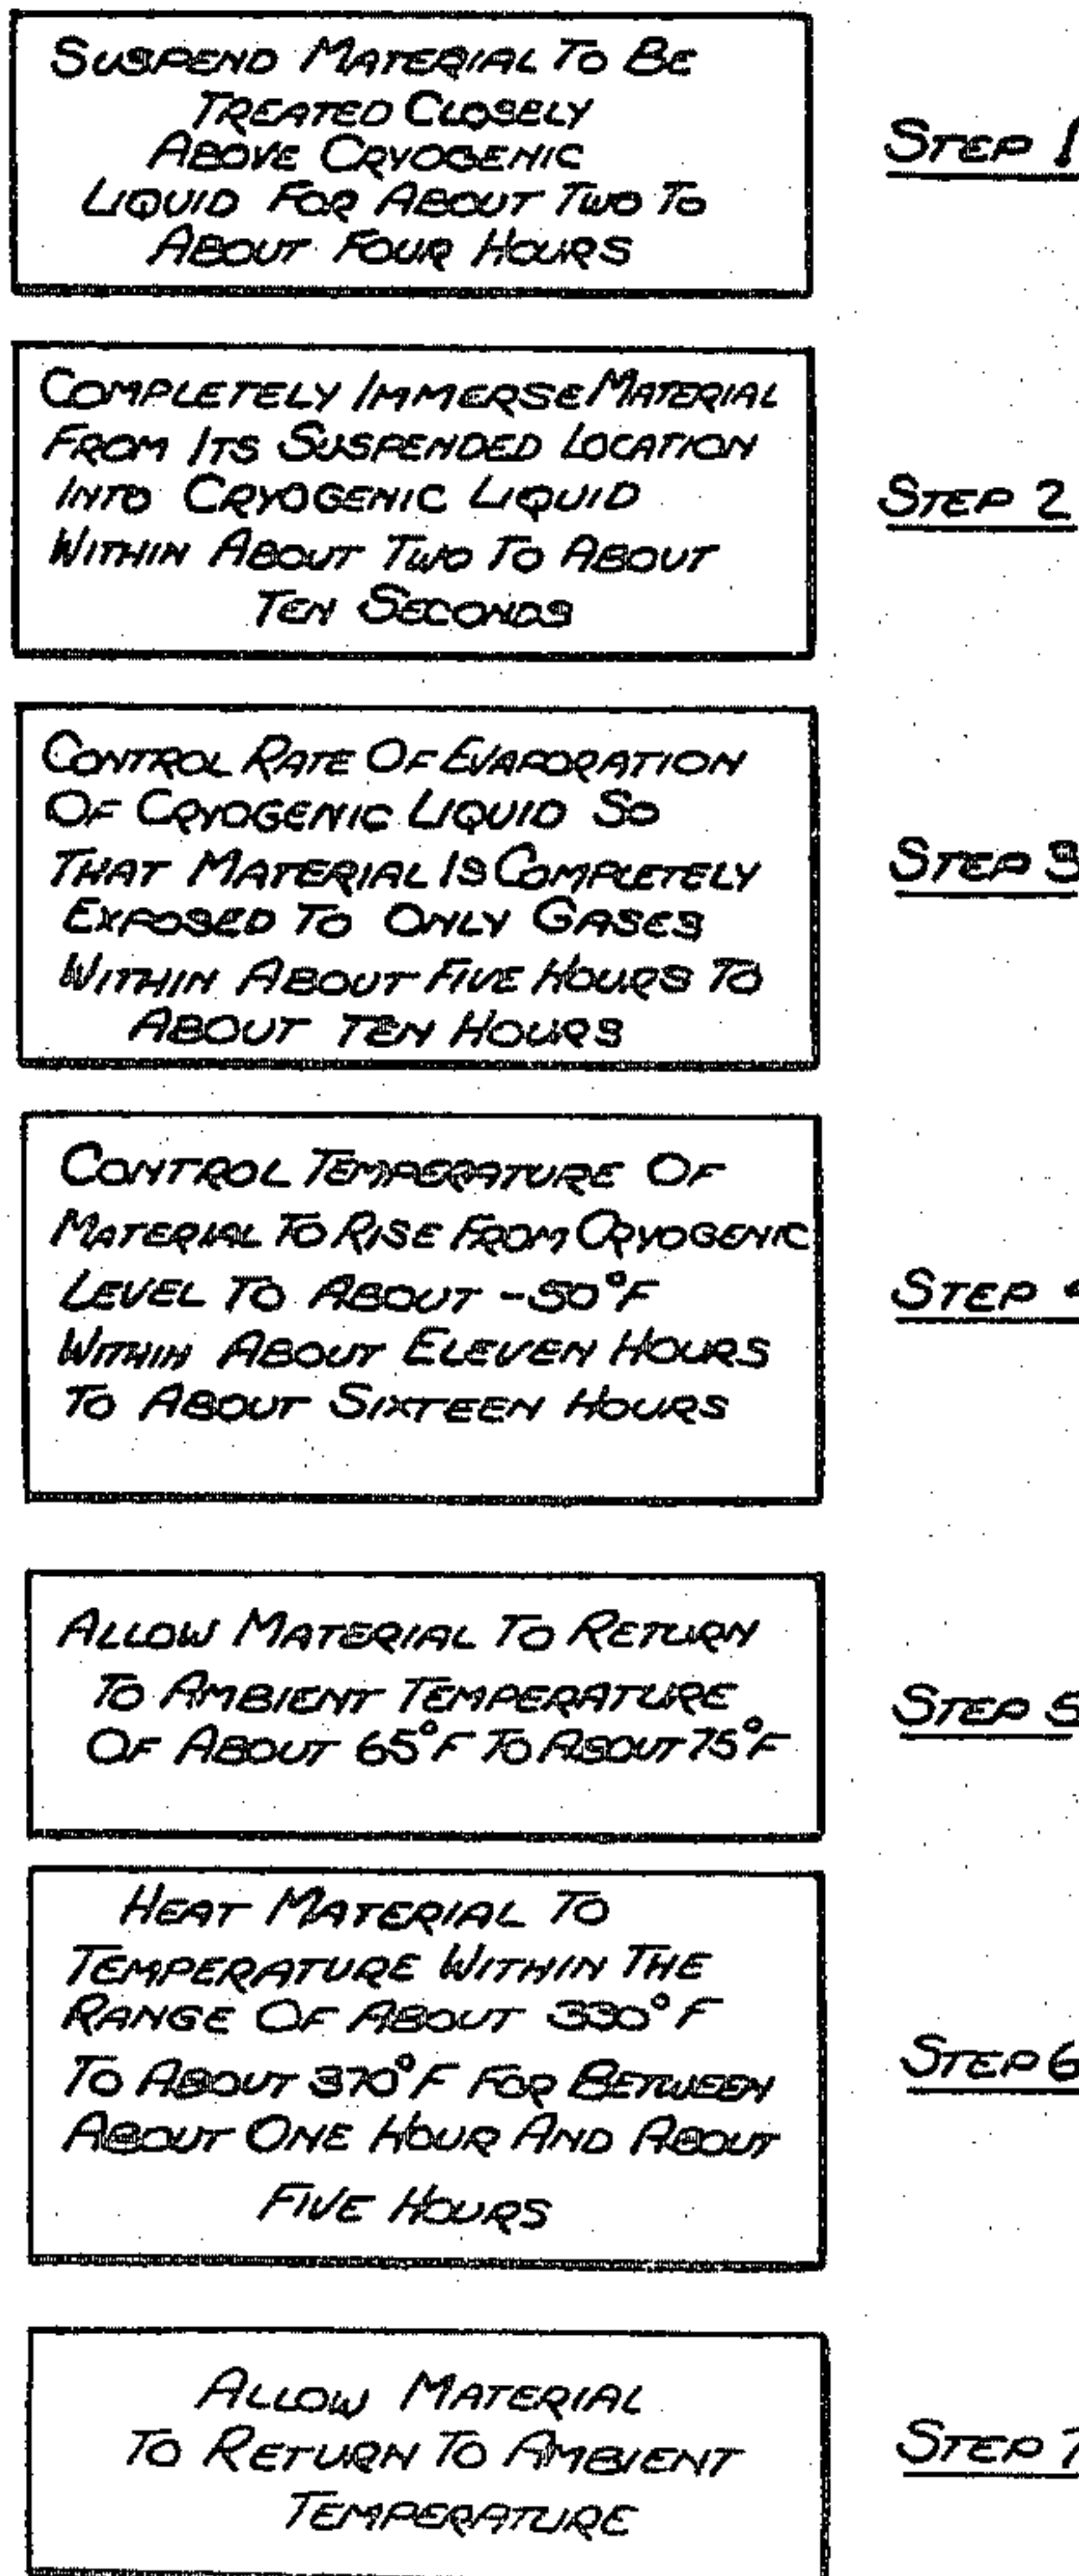 SUSPEND MATERIAL TO BE
TREATED CLOSELY
ABOVE CRYOGENIC
LIQUID FOR ABOUT TWO TO
ABOUT FOUR HOURS
STEP 1
COMPLETELY IMMERSE MATERIAL
FROM ITS SUSPENDED LOCATION
INTO CRYOGENIC LIQUID
WITHIN ABOUT TWO TO ABOUT
TEN SECONDS
STEP 2
CONTROL RATE OF EVAPORATION
OF CRYOGENIC LIQUID SO
THAT MATERIAL IS COMPLETELY
EXPOSED TO ONLY GASES
WITHIN ABOUT FIVE HOURS TO
ABOUT TEN HOURS
STEP 3
CONTROL TEMPERATURE OF
MATERIAL TO RISE FROM CRYOGENIC
LEVEL TO ABOUT -50°F
WITHIN ABOUT ELEVEN HOURS
TO ABOUT SIXTEEN HOURS
STEP 4
ALLOW MATERIAL TO RETURN
TO AMBIENT TEMPERATURE
OF ABOUT 65°F TO ABOUT 75°F
STEP 5
HEAT MATERIAL TO
TEMPERATURE WITHIN THE
RANGE OF ABOUT 330°F
TO ABOUT 370°F FOR BETWEEN
ABOUT ONE HOUR AND ABOUT
FIVE HOURS
STEP 6
ALLOW MATERIAL
TO RETURN TO AMBIENT
TEMPERATURE
STEP 7